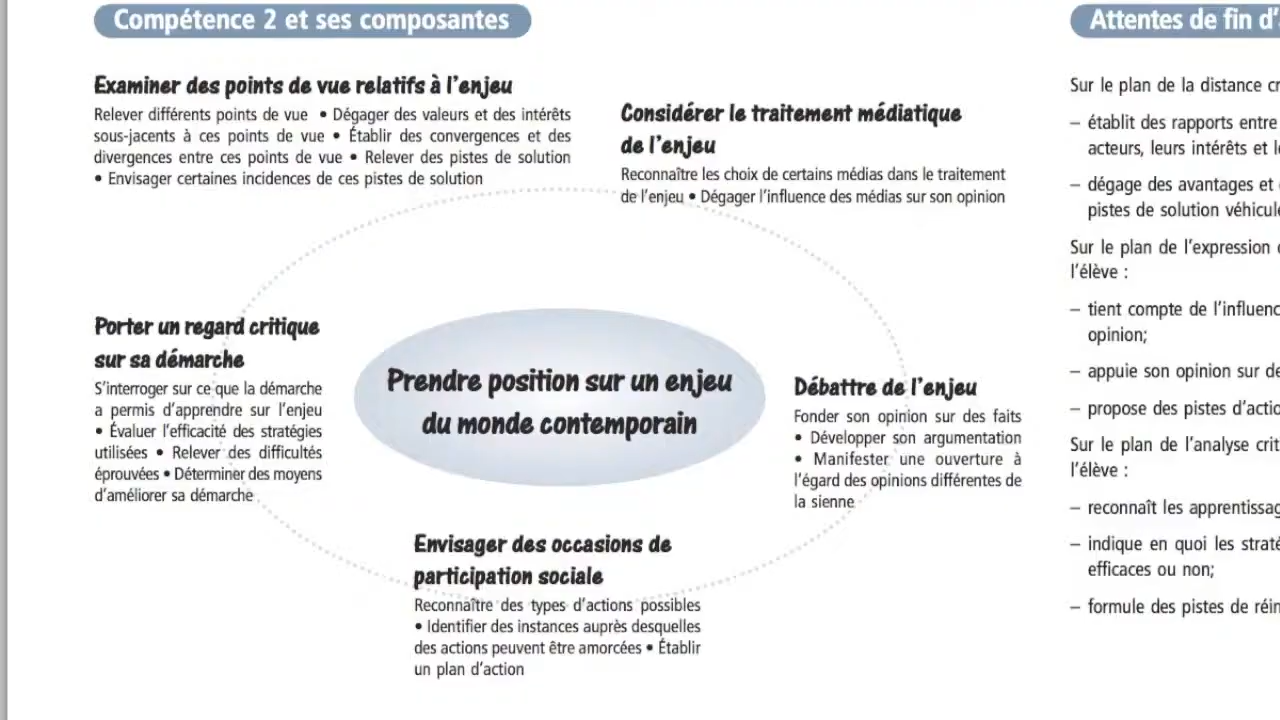 Compétence 2 et ses composantes
Examiner des points de vue relatifs à l'enjeu
Relever différents points de vue • Dégager des valeurs et des intérêts
sous-jacents à ces points de vue • Établir des convergences et des
divergences entre ces points de vue • Relever des pistes de solution
• Envisager certaines incidences de ces pistes de solution
Considérer le traitement médiatique
de l'enjeu
Reconnaître les choix de certains médias dans le traitement
de l'enjeu • Dégager l'influence des médias sur son opinion
Porter un regard critique
sur sa démarche
S'interroger sur ce que la démarche
a permis d'apprendre sur l'enjeu
• Évaluer l'efficacité des stratégies
utilisées • Relever des difficultés
éprouvées • Déterminer des moyens
d'améliorer sa démarche
Prendre position sur un enjeu
du monde contemporain
Débattre de l'enjeu
Fonder son opinion sur des faits
• Développer son argumentation
• Manifester une ouverture à
l'égard des opinions différentes de
la sienne
Envisager des occasions de
participation sociale
Reconnaître des types d'actions possibles
• Identifier des instances auprès desquelles
des actions peuvent être amorcées • Établir
un plan d'action
Attentes de fin d'
Sur le plan de la distance
– établit des rapports entre
acteurs, leurs intérêts et
– dégage des avantages et
pistes de solution
Sur le plan de l'expression
l'élève :
– tient compte de
opinion;
– appuie son opinion sur
– propose des pistes
Sur le plan de l'analyse
l'élève :
– reconnaît les
– indique en quoi les
efficaces ou non;
– formule des pistes de